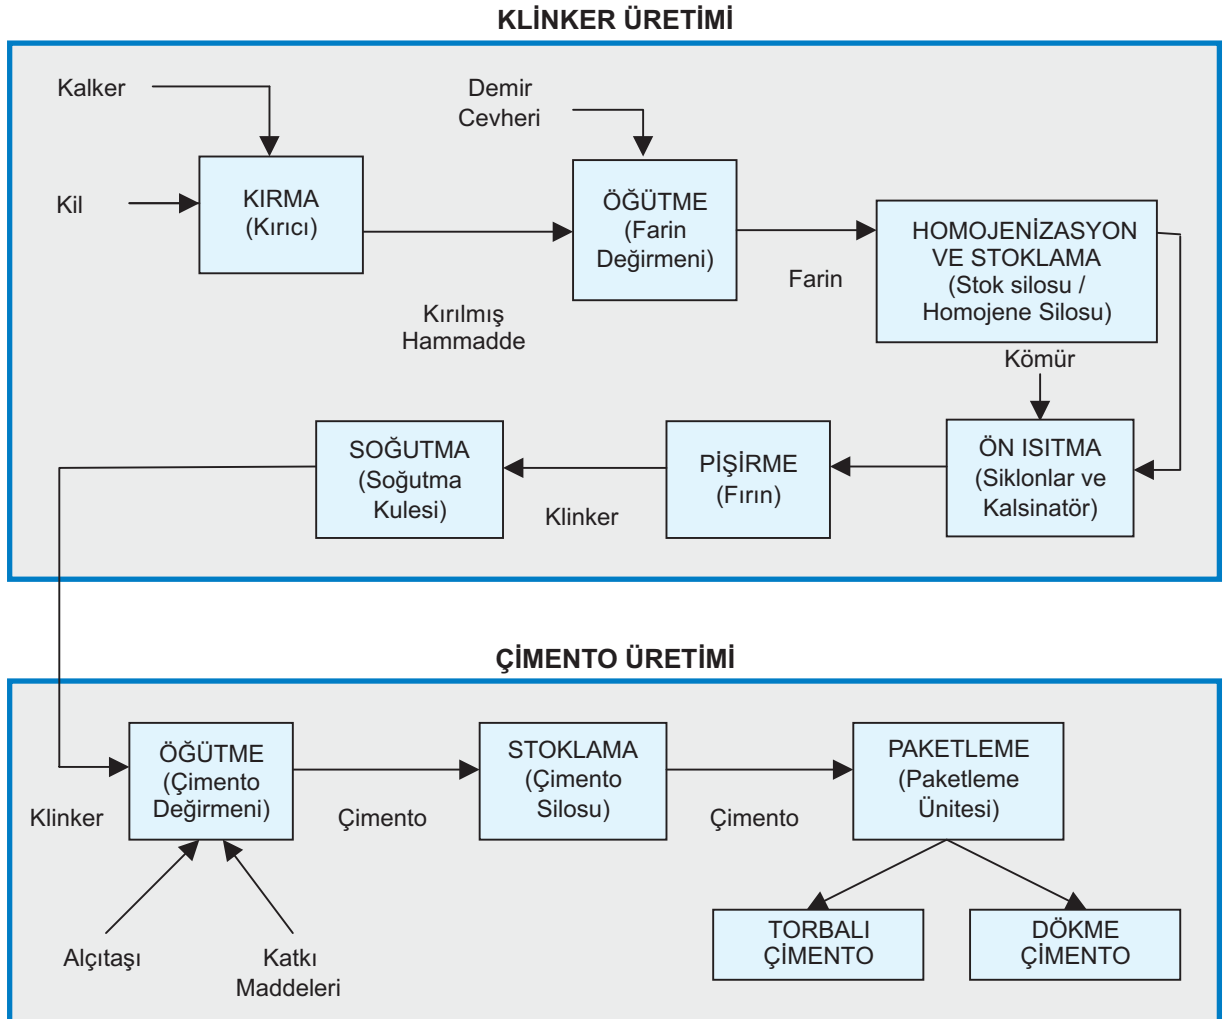 KLİNKER ÜRETİMİ
Kalker
Kil
KIRMA
(Kırıcı)
Kırılmış
Hammadde
Demir
Cevheri
ÖĞÜTME
(Farin
Değirmeni)
Farin
HOMOJENİZASYON
VE STOKLAMA
(Stok silosu /
Homojene Silosu)
Kömür
ÖN ISITMA
(Siklonlar ve
Kalsinatör)
PİŞİRME
(Fırın)
Klinker
SOĞUTMA
(Soğutma
Kulesi)
ÇİMENTO ÜRETİMİ
Klinker
ÖĞÜTME
(Çimento
Değirmeni)
Alçıtaşı
Katkı
Maddeleri
Çimento
STOKLAMA
(Çimento
Silosu)
Çimento
PAKETLEME
(Paketleme
Ünitesi)
TORBALI
ÇİMENTO
DÖKME
ÇİMENTO